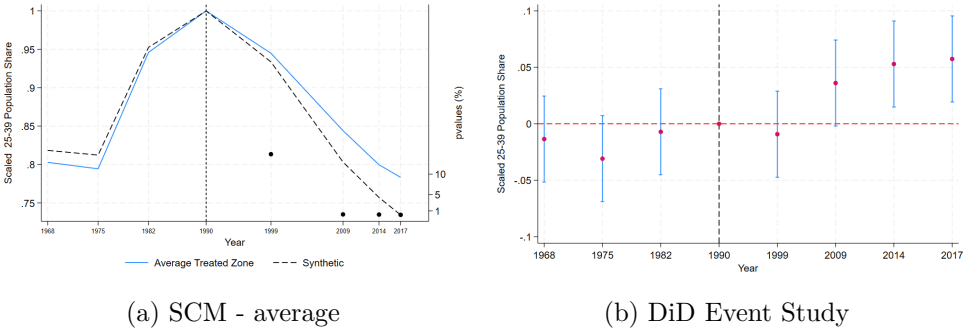 1
.95
.9
.85
.8
.75
Scaled 25-39 Population Share
10
5
1
pvalues (%)
1968 1975 1982 1990 1999 2009 2014 2017
Year
Average Treated Zone Synthetic
(a) SCM - average
.1
.05
0
-.05
-.1
Scaled 25-39 Population Share
1968 1975 1982 1990 1999 2009 2014 2017
Year
(b) DiD Event Study